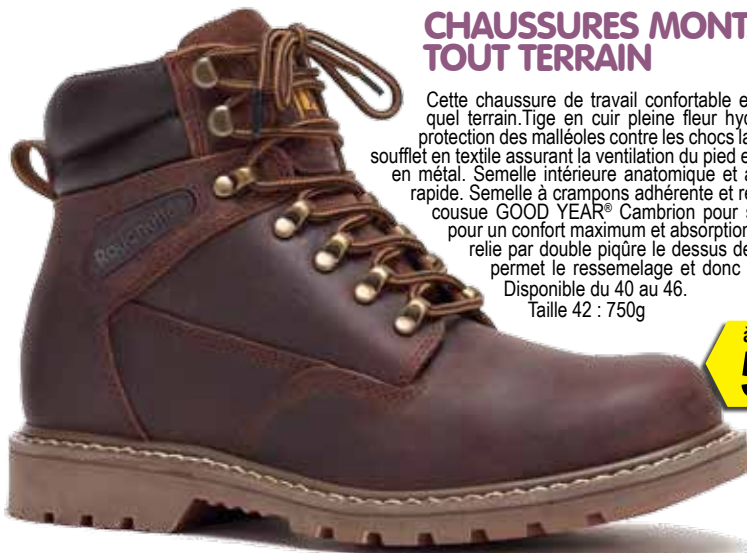 CHAUSSURES MONT
TOUT TERRAIN
Cette chaussure de travail confortable e
quel terrain.Tige en cuir pleine fleur hyd
protection des malléoles contre les chocs la
soufflet en textile assurant la ventilation du pied e
en métal. Semelle intérieure anatomique et a
rapide. Semelle à crampons adhérente et re
cousue GOOD YEAR® Cambrion pour s
pour un confort maximum et absorption
relie par double piqûre le dessus de
permet le ressemelage et donc
Disponible du 40 au 46.
Taille 42 : 750g